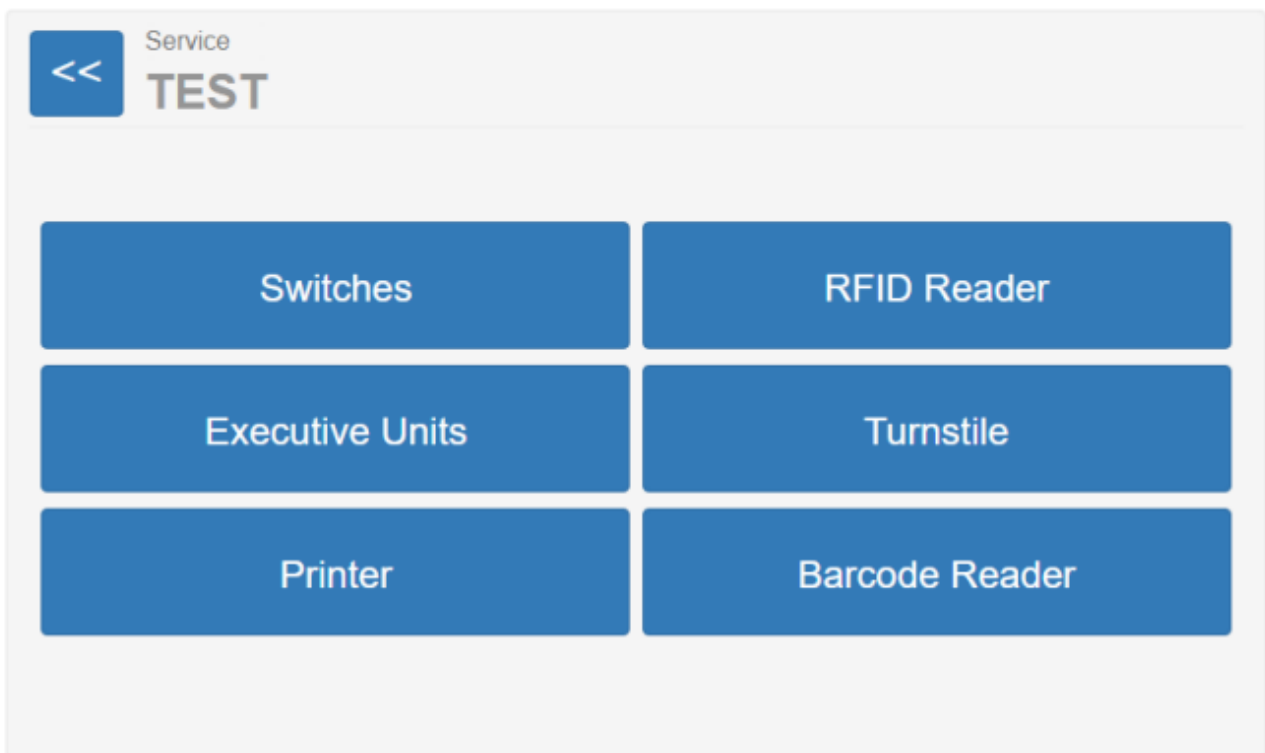 <<
Service
TEST
Switches
RFID Reader
Executive Units
Turnstile
Printer
Barcode Reader